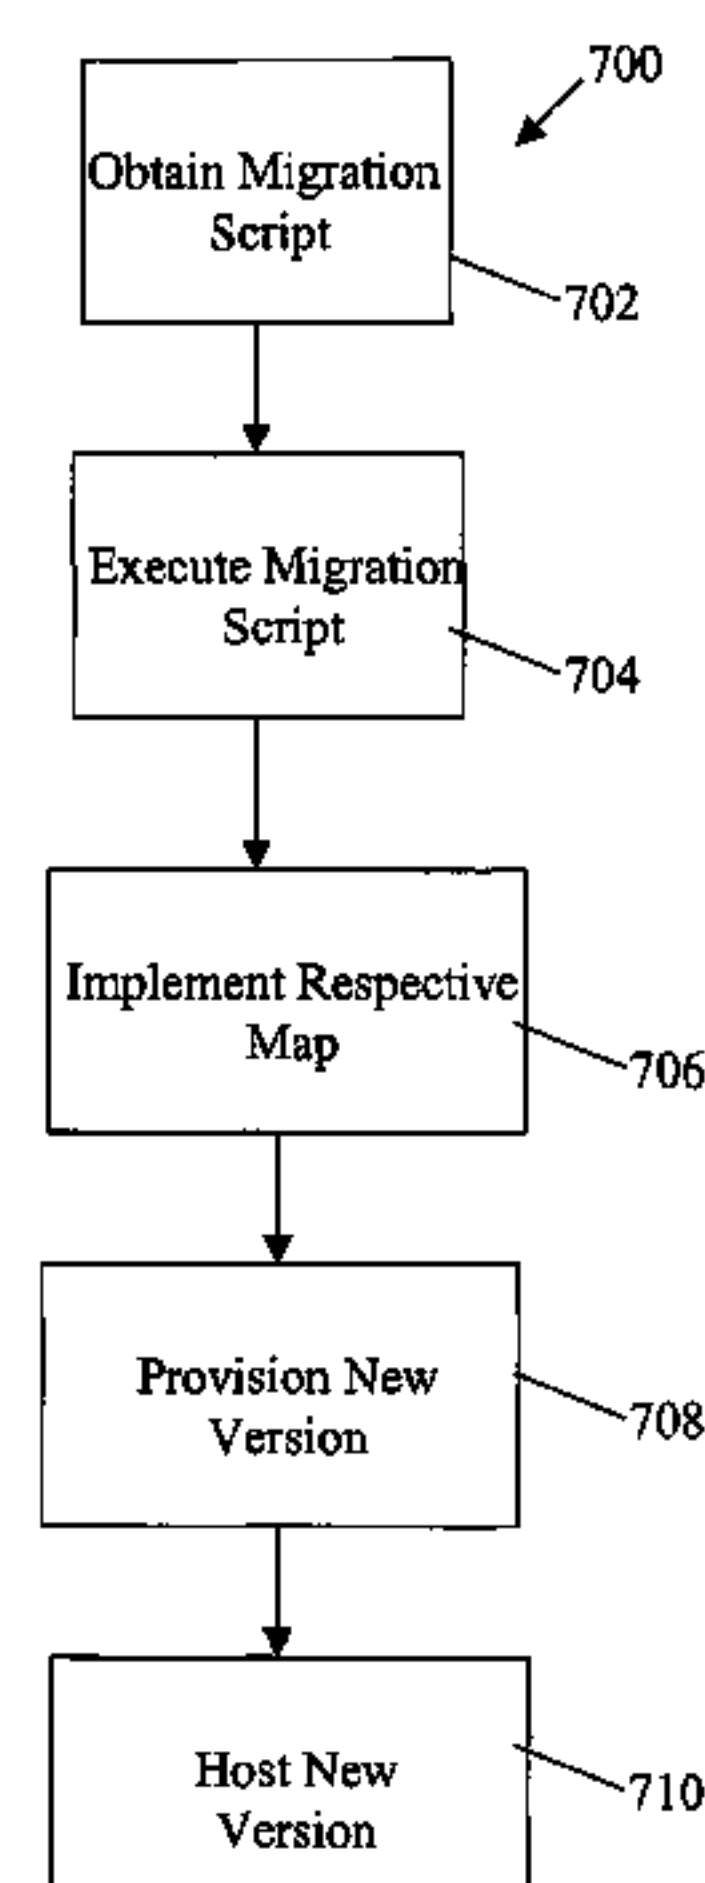 700
Obtain Migration
Script
702
Execute Migration
Script
704
Implement Respective
Map
706
Provision New
Version
708
Host New
Version
710